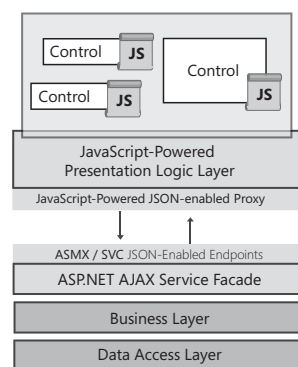 Control JS
Control
JS
Control JS
JavaScript-Powered
Presentation Logic Layer
JavaScript-Powered JSON-enabled Proxy
ASMX / SVC JSON-Enabled Endpoints
ASP.NET AJAX Service Facade
Business Layer
Data Access Layer